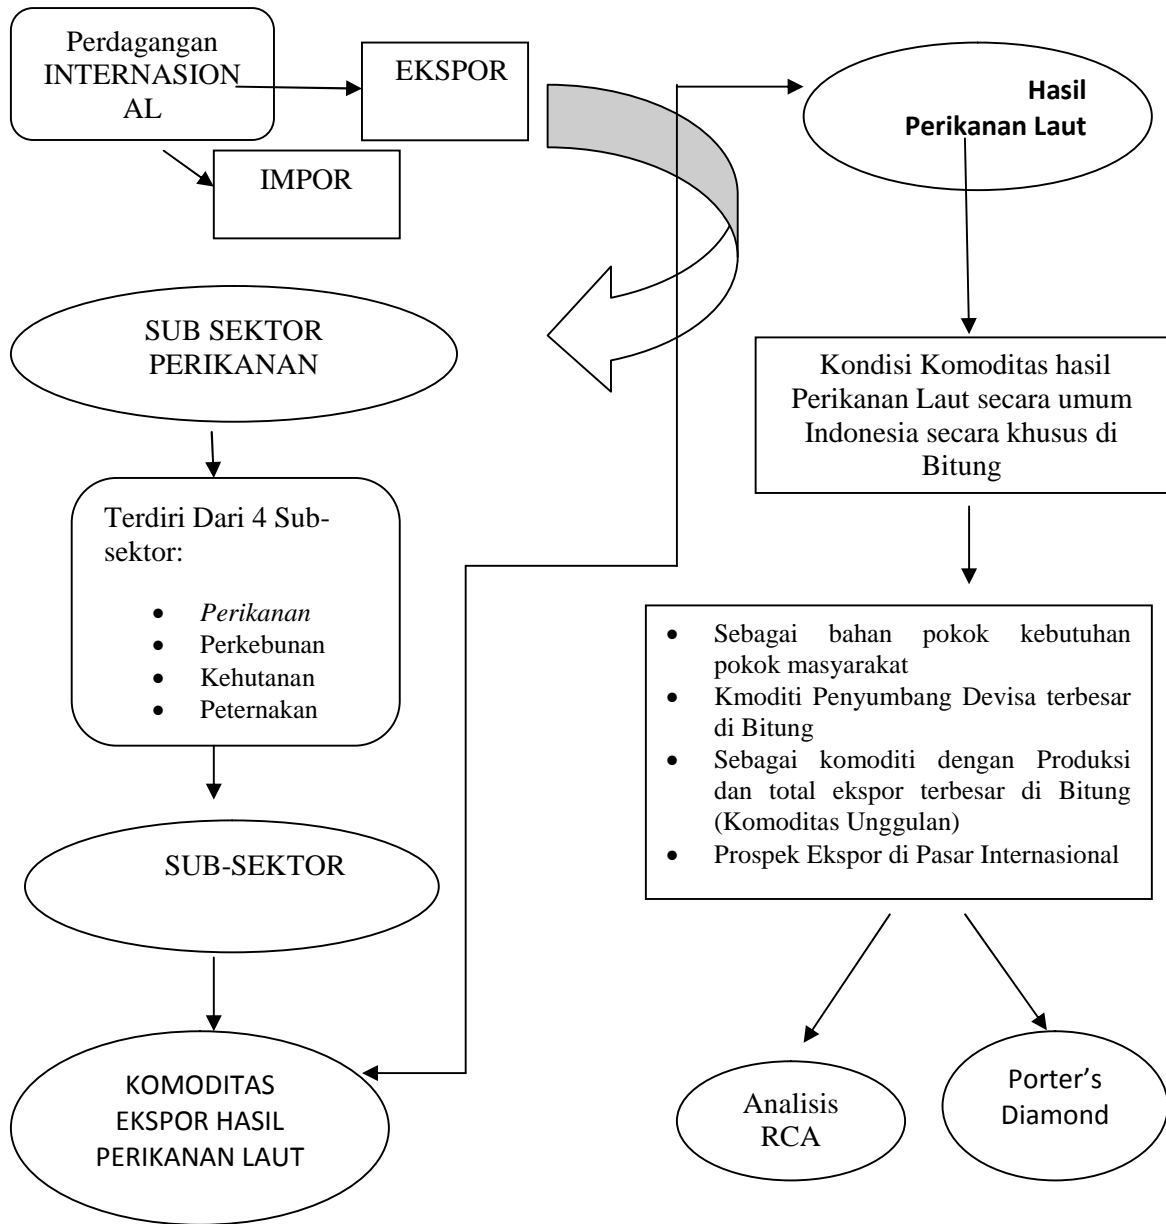 Perdagangan
INTERNASION
AL
EKSPOR
IMPOR
SUB SEKTOR
PERIKANAN
Terdiri Dari 4 Sub-
sektor:
• Perikanan
• Perkebunan
• Kehutanan
• Peternakan
SUB-SEKTOR
KOMODITAS
EKSPOR HASIL
PERIKANAN LAUT
Hasil
Perikanan Laut
Kondisi Komoditas hasil
Perikanan Laut secara umum
Indonesia secara khusus di
Bitung
• Sebagai bahan pokok kebutuhan
pokok masyarakat
• Kmoditi Penyumbang Devisa terbesar
di Bitung
• Sebagai komoditi dengan Produksi
dan total ekspor terbesar di Bitung
(Komoditas Unggulan)
• Prospek Ekspor di Pasar Internasional
Analisis
RCA
Porter’s
Diamond